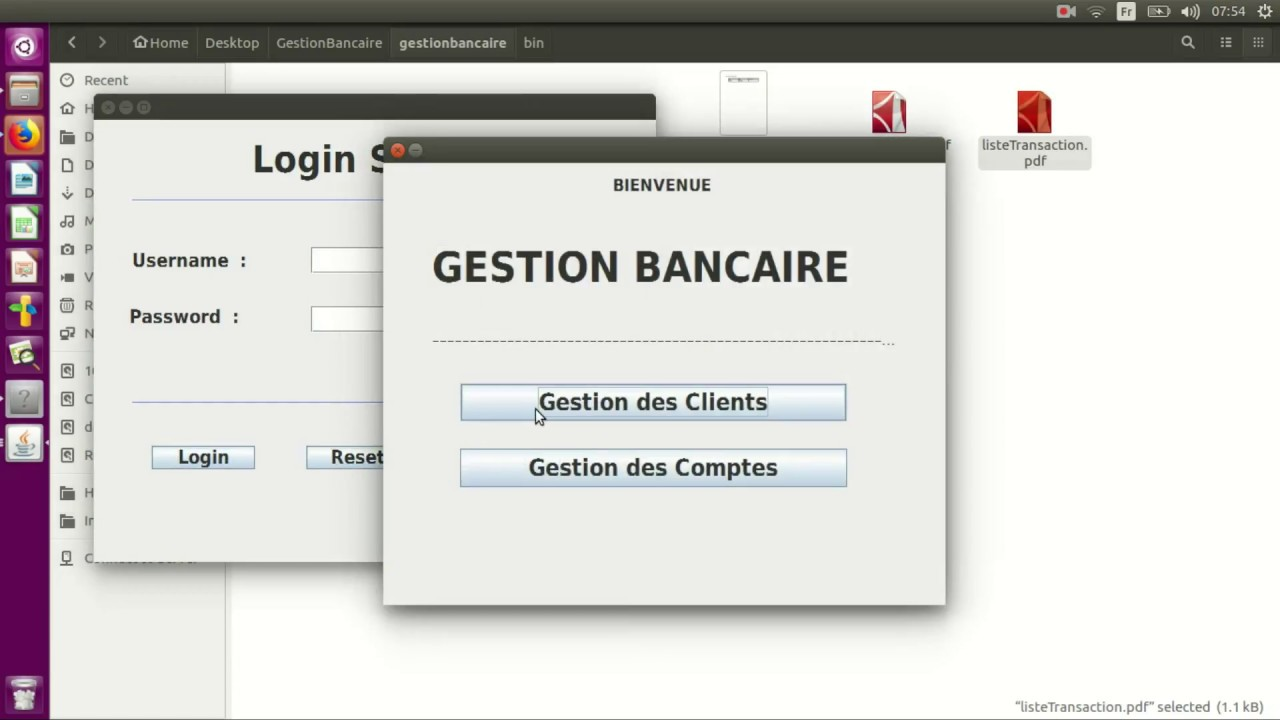 Fr
07:54
Home
Desktop
GestionBancaire
gestionbancaire
bin
Recent
listeTransaction.
pdf
Login
BIENVENUE
GESTION BANCAIRE
Username :
Password :
--------------------------------------------------------...
Gestion des Clients
Login
Reset
Gestion des Comptes
"listeTransaction.pdf" selected (1.1 kB)